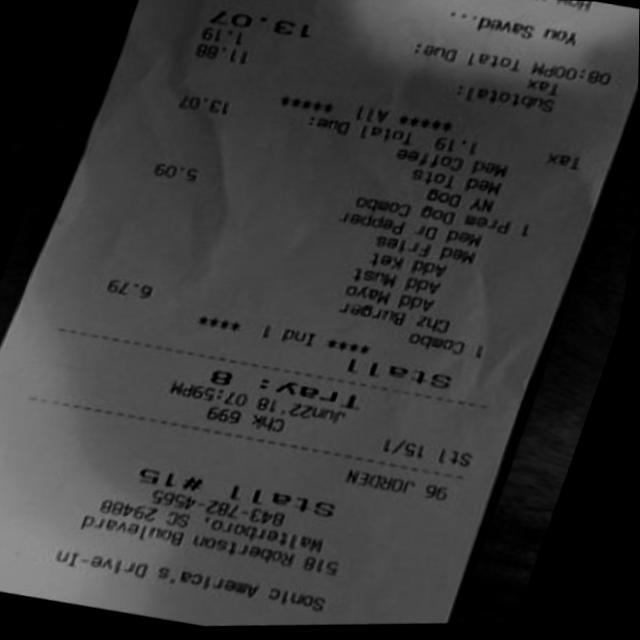 Sonic America's Drive-In
518 Robertson Boulevard
Walterboro, SC 29488
843-782-4565
Stall #15
96 JORDEN
Stl 15/1 Chk 699
Jun22'18 07:59PM
Tray: 8
Stall
**** Ind 1 ****
1 Combo 6.79
Chz Burger
Add Mayo
Add Must
Add Ket
Med Fries
Med Dr Pepper
1 Prem Dog Combo 5.09
NY Dog
Med Tots
Med Coffee
Tax 1.19 Total Due: 13.07
***** All *****
Subtotal: 11.88
Tax 1.19
08:00PM Total Due: 13.07
You Saved...